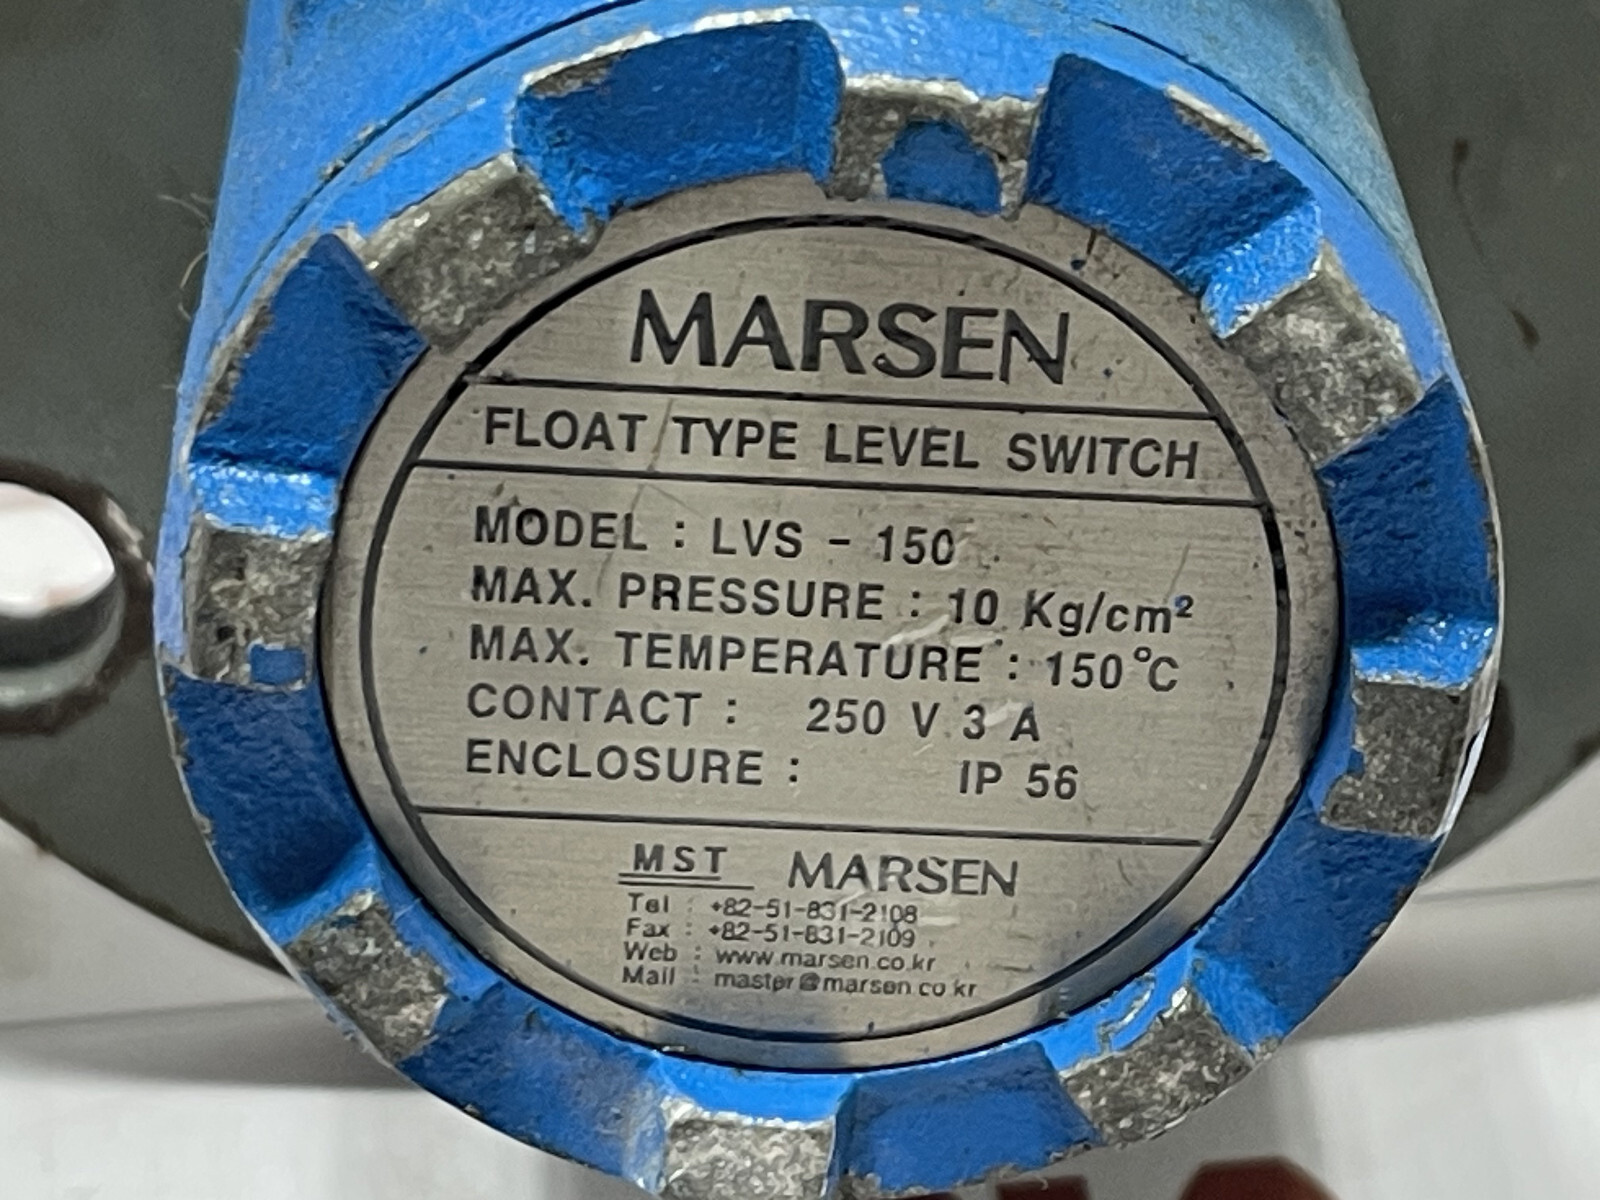 MARSEN
FLOAT TYPE LEVEL SWITCH
MODEL : LVS - 150
MAX. PRESSURE : 10 Kg/cm²
MAX. TEMPERATURE : 150°C
CONTACT : 250 V 3 A
ENCLOSURE : IP 56
MST MARSEN
Tel : +82-51-831-2108
Fax : +82-51-831-2109
Web : www.marsen.co.kr
Mail : master@marsen.co.kr